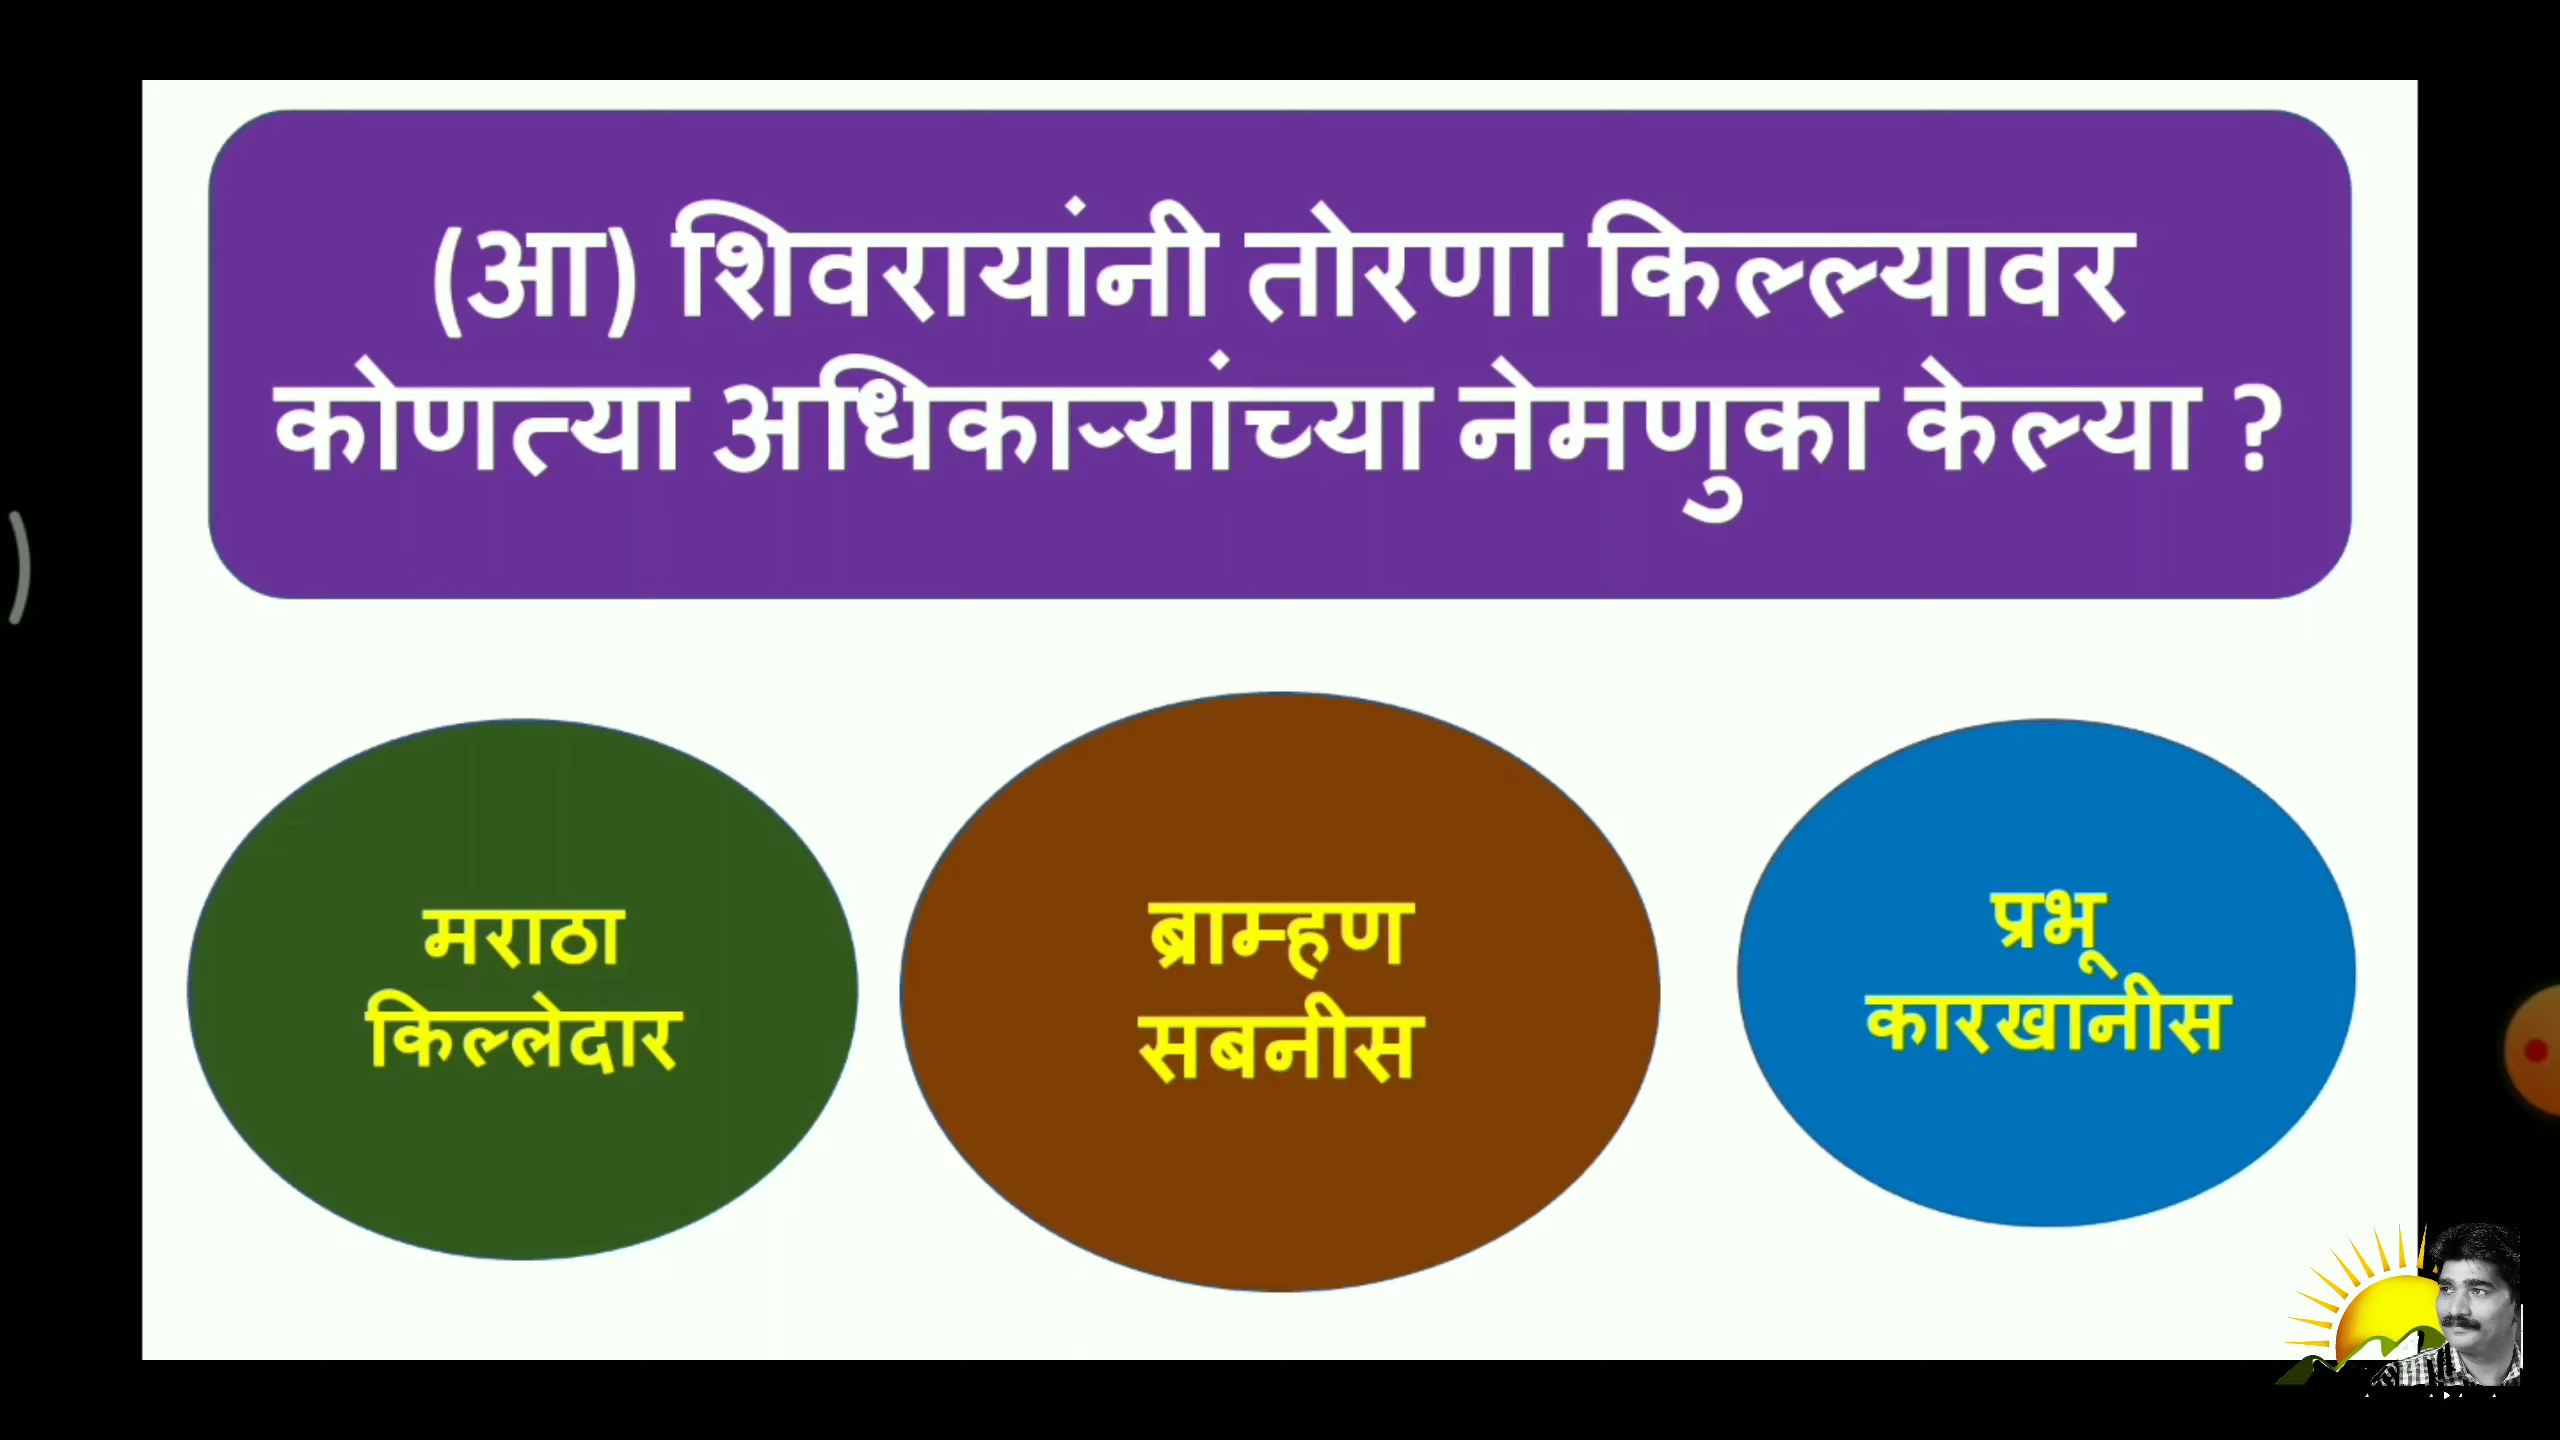 (आ) शिवरायांनी तोरणा किल्ल्यावर
कोणत्या अधिकाऱ्यांच्या नेमणुका केल्या ?
मराठा
किल्लेदार
ब्राम्हण
सबनीस
प्रभू
कारखानीस